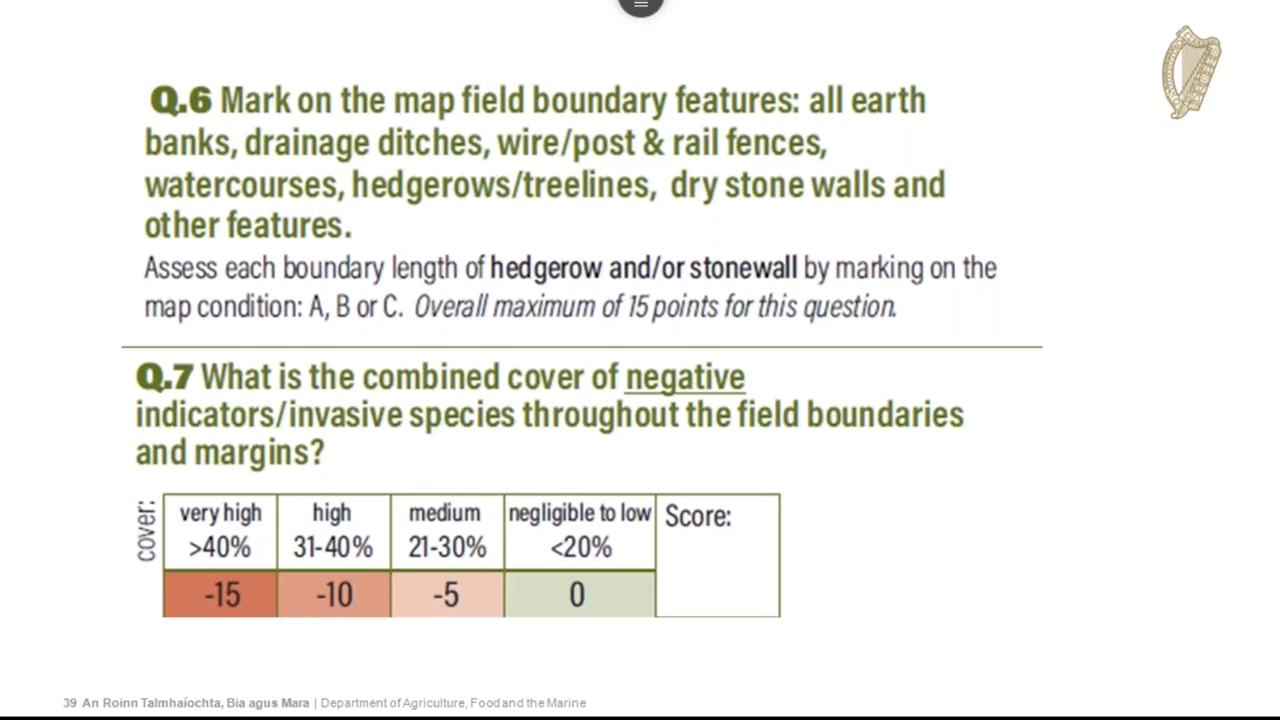 Q.6 Mark on the map field boundary features: all earth
banks, drainage ditches, wire/post & rail fences,
watercourses, hedgerows/treelines, dry stone walls and
other features.
Assess each boundary length of hedgerow and/or stonewall by marking on the
map condition: A, B or C. Overall maximum of 15 points for this question.
Q.7 What is the combined cover of negative
indicators/invasive species throughout the field boundaries
and margins?
cover:
very high high medium negligible to low Score:
>40% 31-40% 21-30% <20%
-15 -10 -5 0
39 An Roinn Talmhaíochta, Bia agus Mara | Department of Agriculture, Food and the Marine